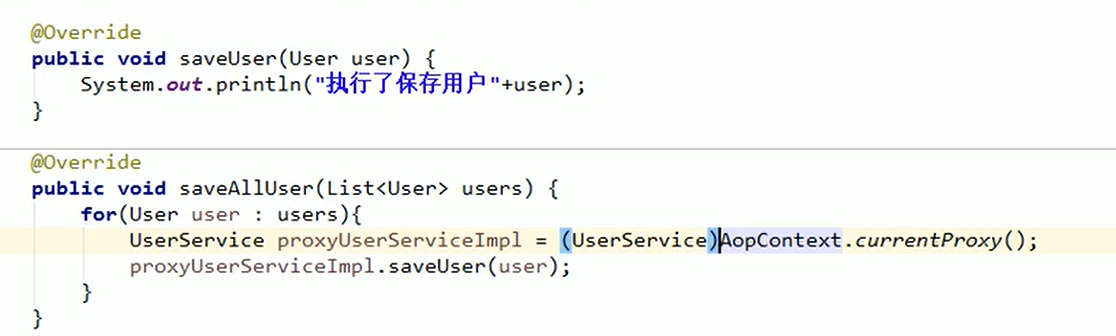 @Override
public void saveUser(User user) {
    System.out.println("执行了保存用户"+user);
}
@Override
public void saveAllUser(List<User> users) {
    for(User user : users){
        UserService proxyUserServiceImpl = (UserService)AopContext.currentProxy();
        proxyUserServiceImpl.saveUser(user);
    }
}